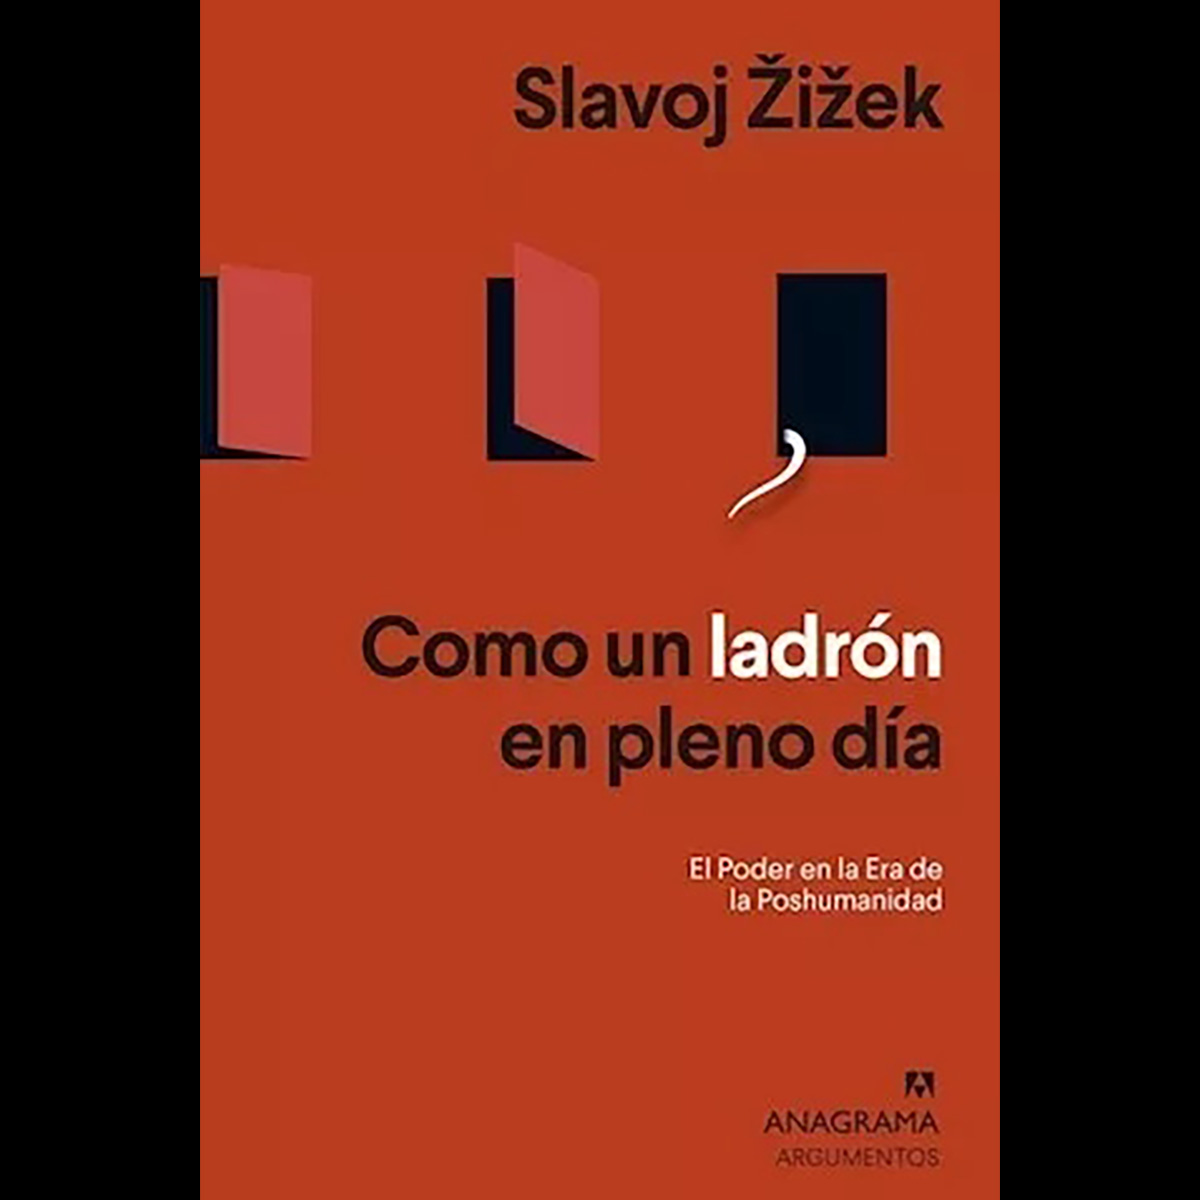 Slavoj Žižek
Como un ladrón
en pleno día
El Poder en la Era de
la Poshumanidad
ANAGRAMA
ARGUMENTOS